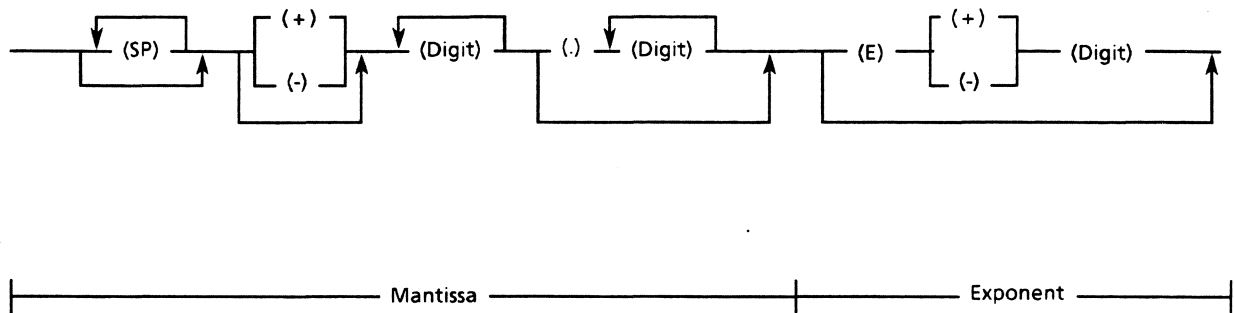 (+) (+)
(SP) (Digit) (.) (Digit) (E) (Digit)
(-) (-)
Mantissa Exponent